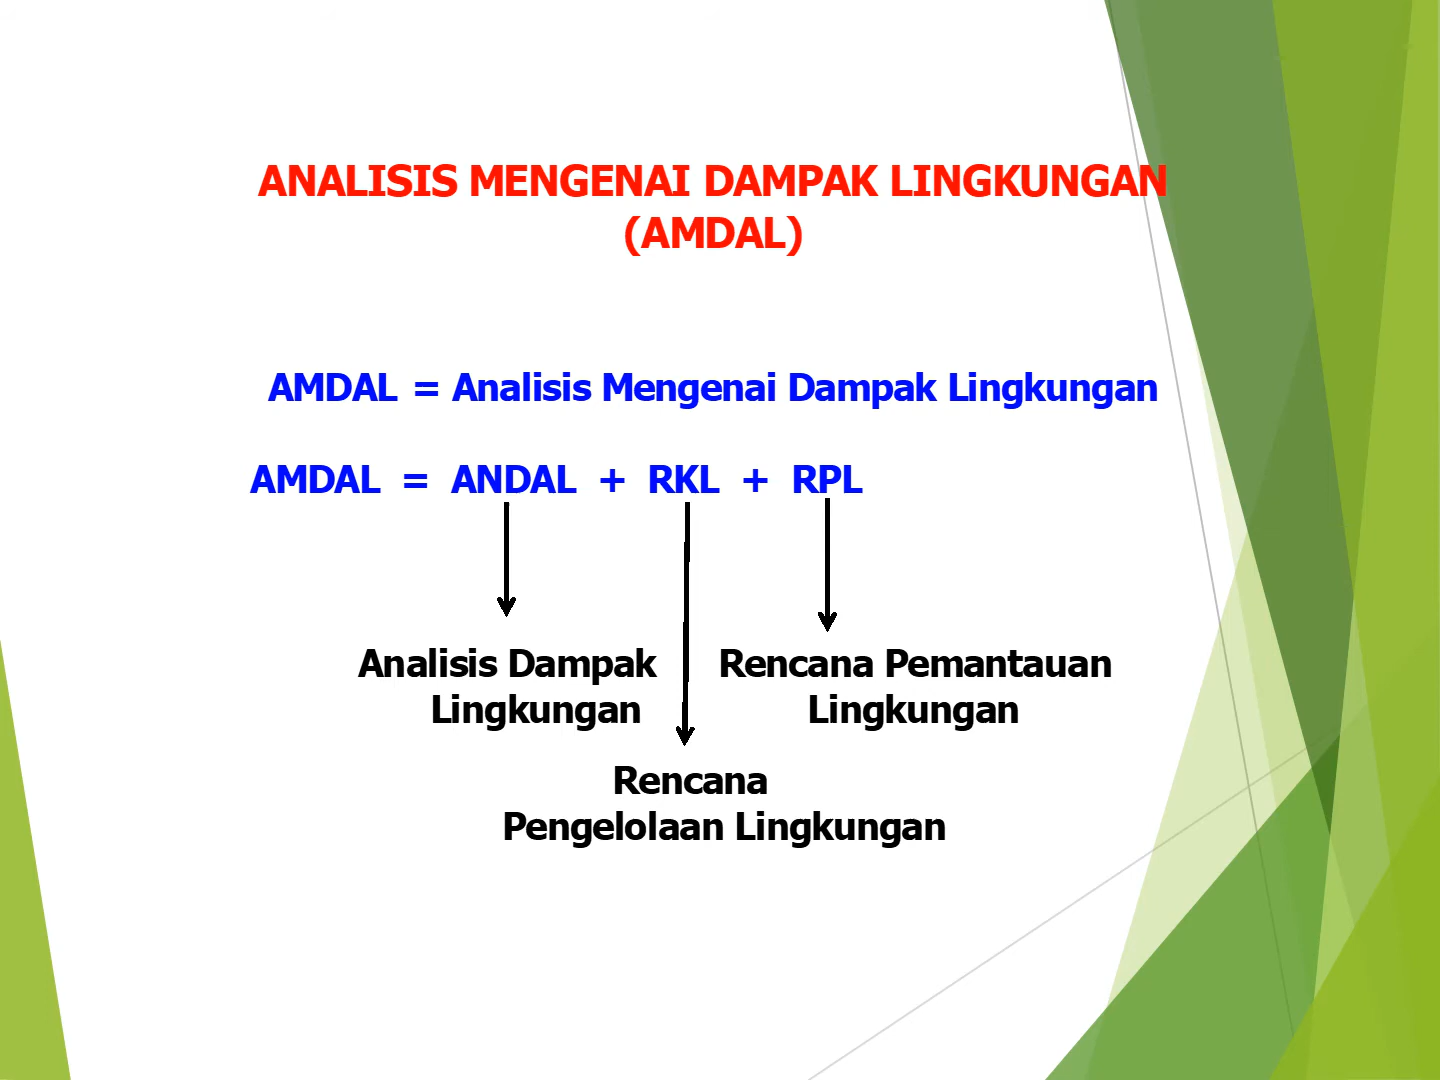 ANALISIS MENGENAI DAMPAK LINGKUNGAN
(AMDAL)
AMDAL = Analisis Mengenai Dampak Lingkungan
AMDAL = ANDAL + RKL + RPL
Analisis Dampak
Lingkungan
Rencana Pemantauan
Lingkungan
Rencana
Pengelolaan Lingkungan